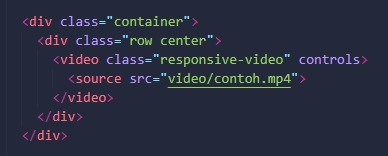 <div class="container">
<div class="row center">
<video class="responsive-video" controls>
<source src="video/contoh.mp4">
</video>
</div>
</div>